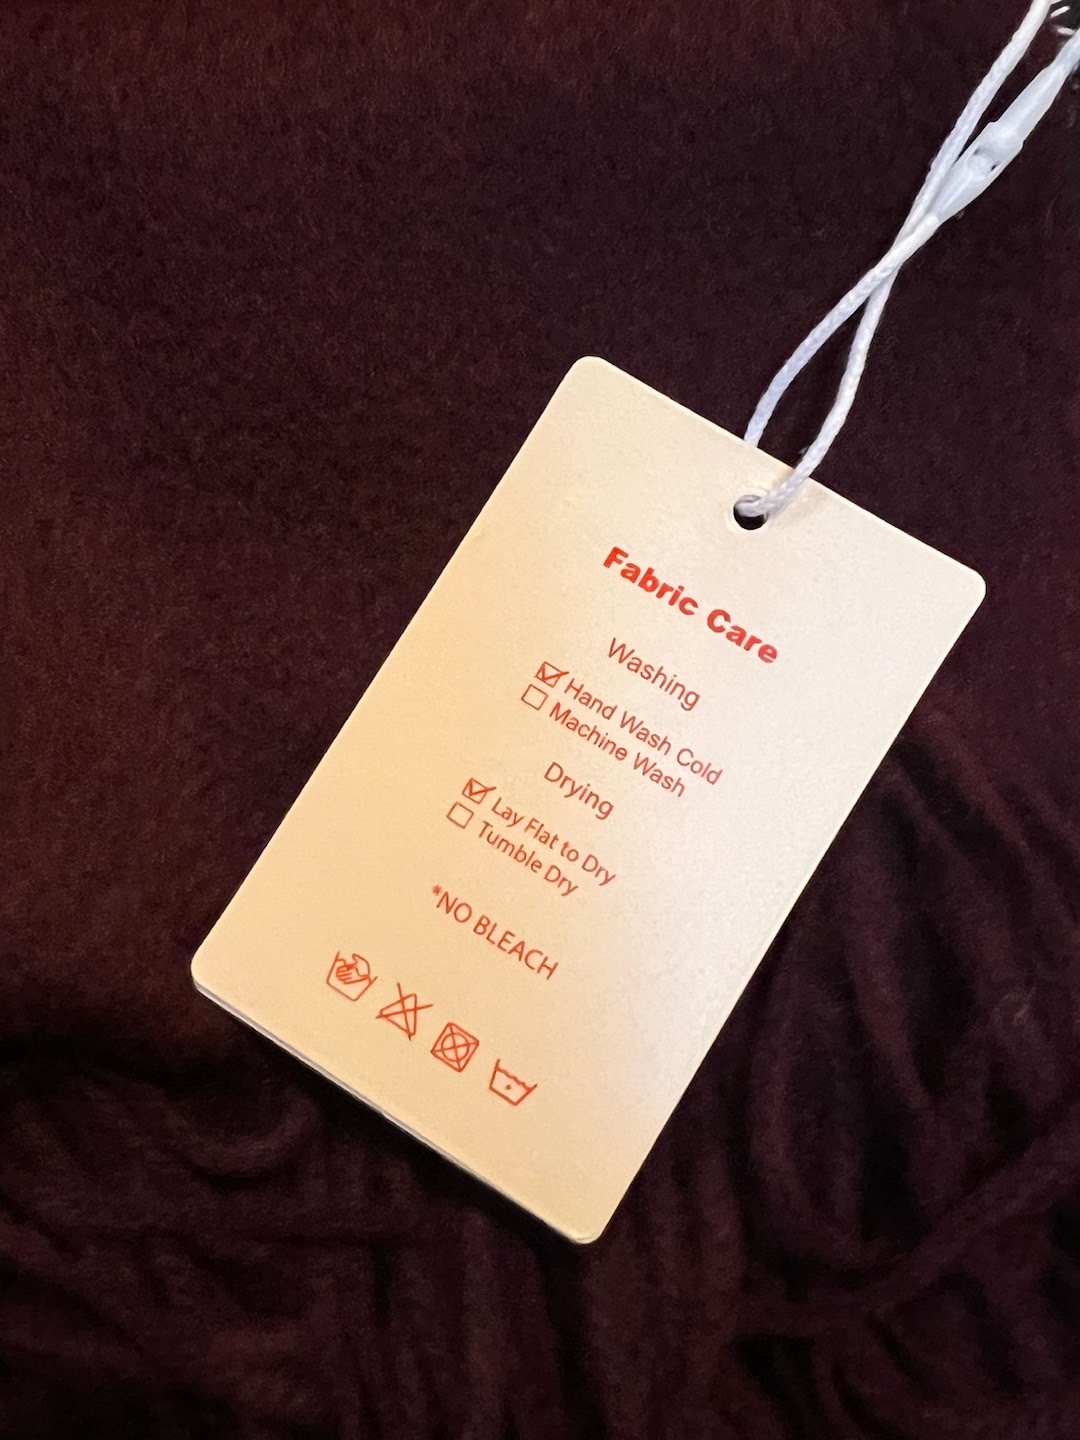 Fabric Care
Washing
Hand Wash Cold
Machine Wash
Drying
Lay Flat to Dry
Tumble Dry
*NO BLEACH